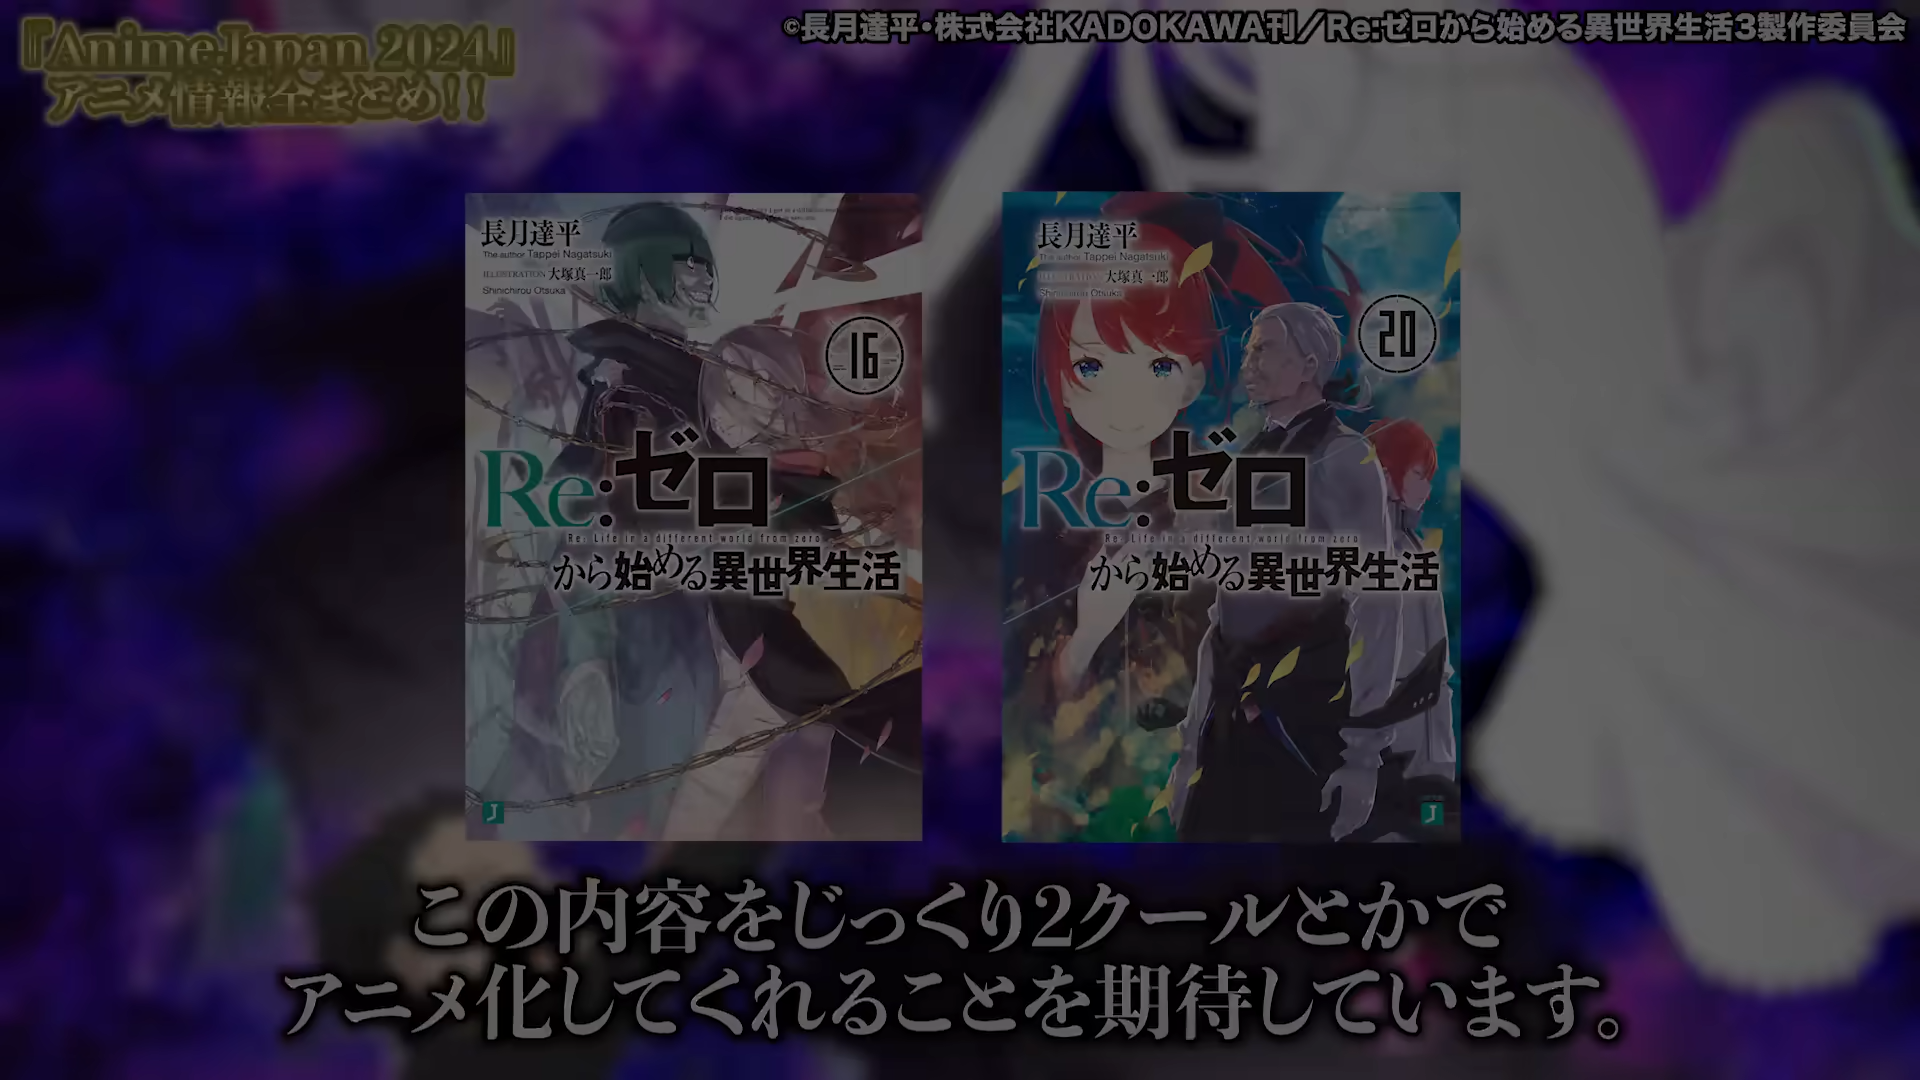 『AnimeJapan 2024』
アニメ情報全まとめ!!
©長月達平・株式会社KADOKAWA刊／Re:ゼロから始める異世界生活3製作委員会
長月達平
The author Tappei Nagatsuki
ILLUSTRATION 大塚真一郎
Shinichirou Otsuka
16
Re:ゼロ
Re: Life in a different world from zero
から始める異世界生活
J
長月達平
The author Tappei Nagatsuki
ILLUSTRATION 大塚真一郎
Shinichirou Otsuka
20
Re:ゼロ
Re: Life in a different world from zero
から始める異世界生活
J
この内容をじっくり2クールとかで
アニメ化してくれることを期待しています。